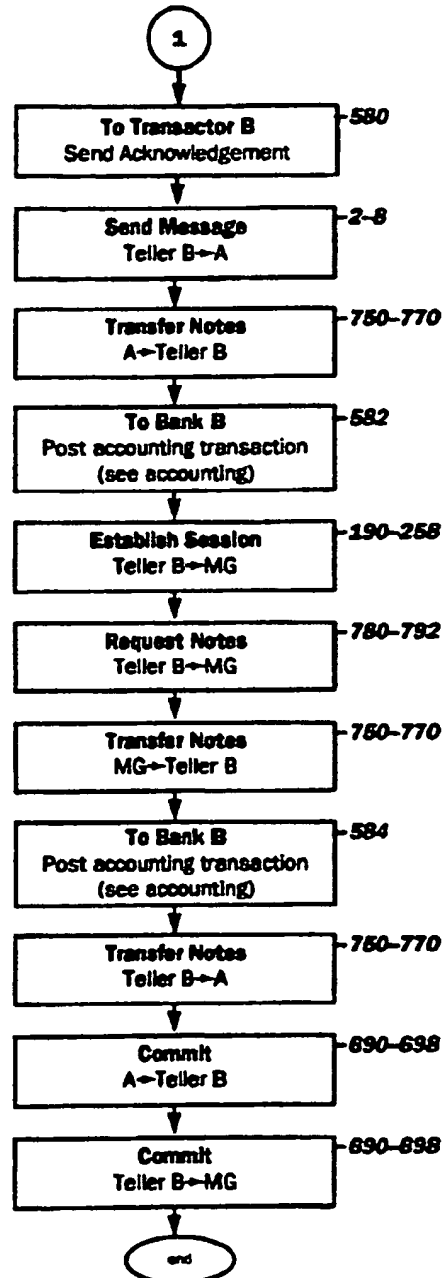 1
To Transactor B
Send Acknowledgement
580
Send Message
Teller B→A
2-8
Transfer Notes
A→Teller B
750-770
To Bank B
Post accounting transaction
(see accounting)
582
Establish Session
Teller B→MG
190-258
Request Notes
Teller B→MG
780-792
Transfer Notes
MG→Teller B
750-770
To Bank B
Post accounting transaction
(see accounting)
584
Transfer Notes
Teller B→A
750-770
Commit
A→Teller B
690-698
Commit
Teller B→MG
690-698
end